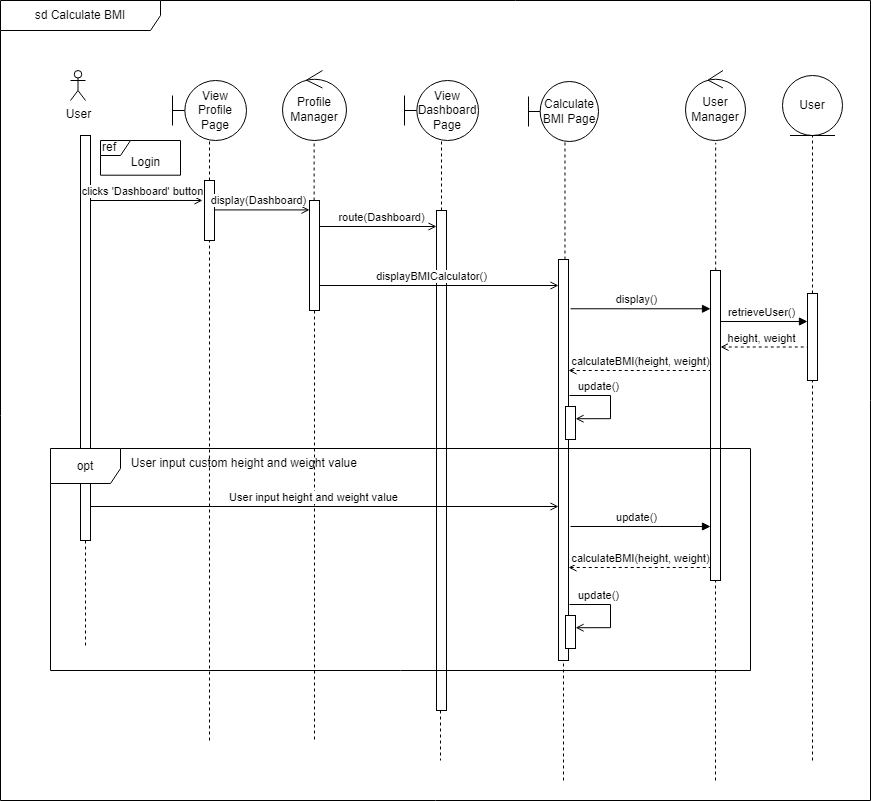 sd Calculate BMI
User
View
Profile
Page
Profile
Manager
View
Dashboard
Page
Calculate
BMI Page
User
Manager
User
ref
Login
clicks 'Dashboard' button
display(Dashboard)
route(Dashboard)
displayBMICalculator()
display()
retrieveUser()
height, weight
calculateBMI(height, weight)
update()
opt
User input custom height and weight value
User input height and weight value
update()
calculateBMI(height, weight)
update()